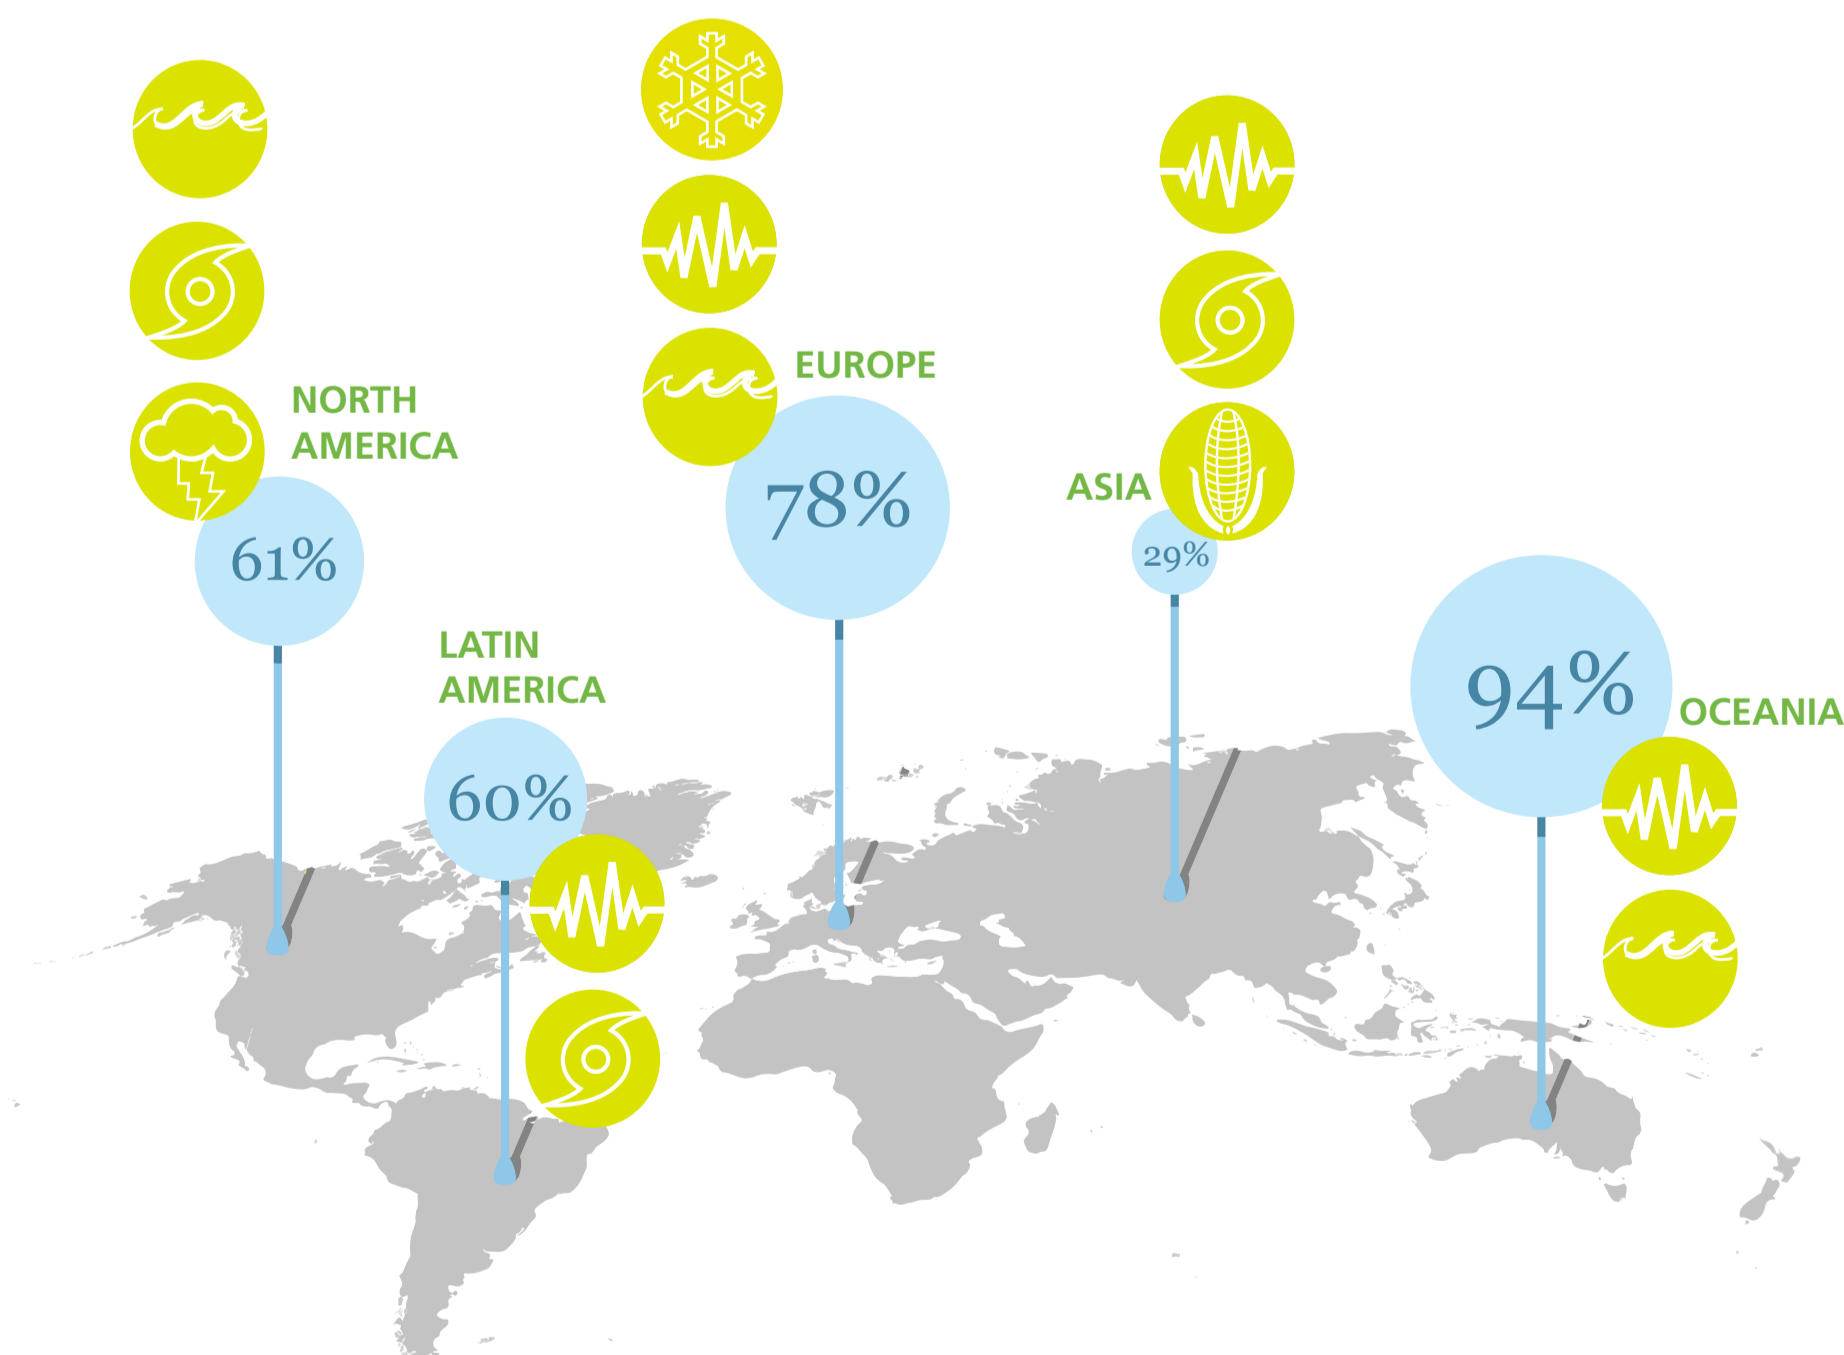 NORTH
AMERICA
61%
LATIN
AMERICA
60%
EUROPE
78%
ASIA
29%
94%
OCEANIA